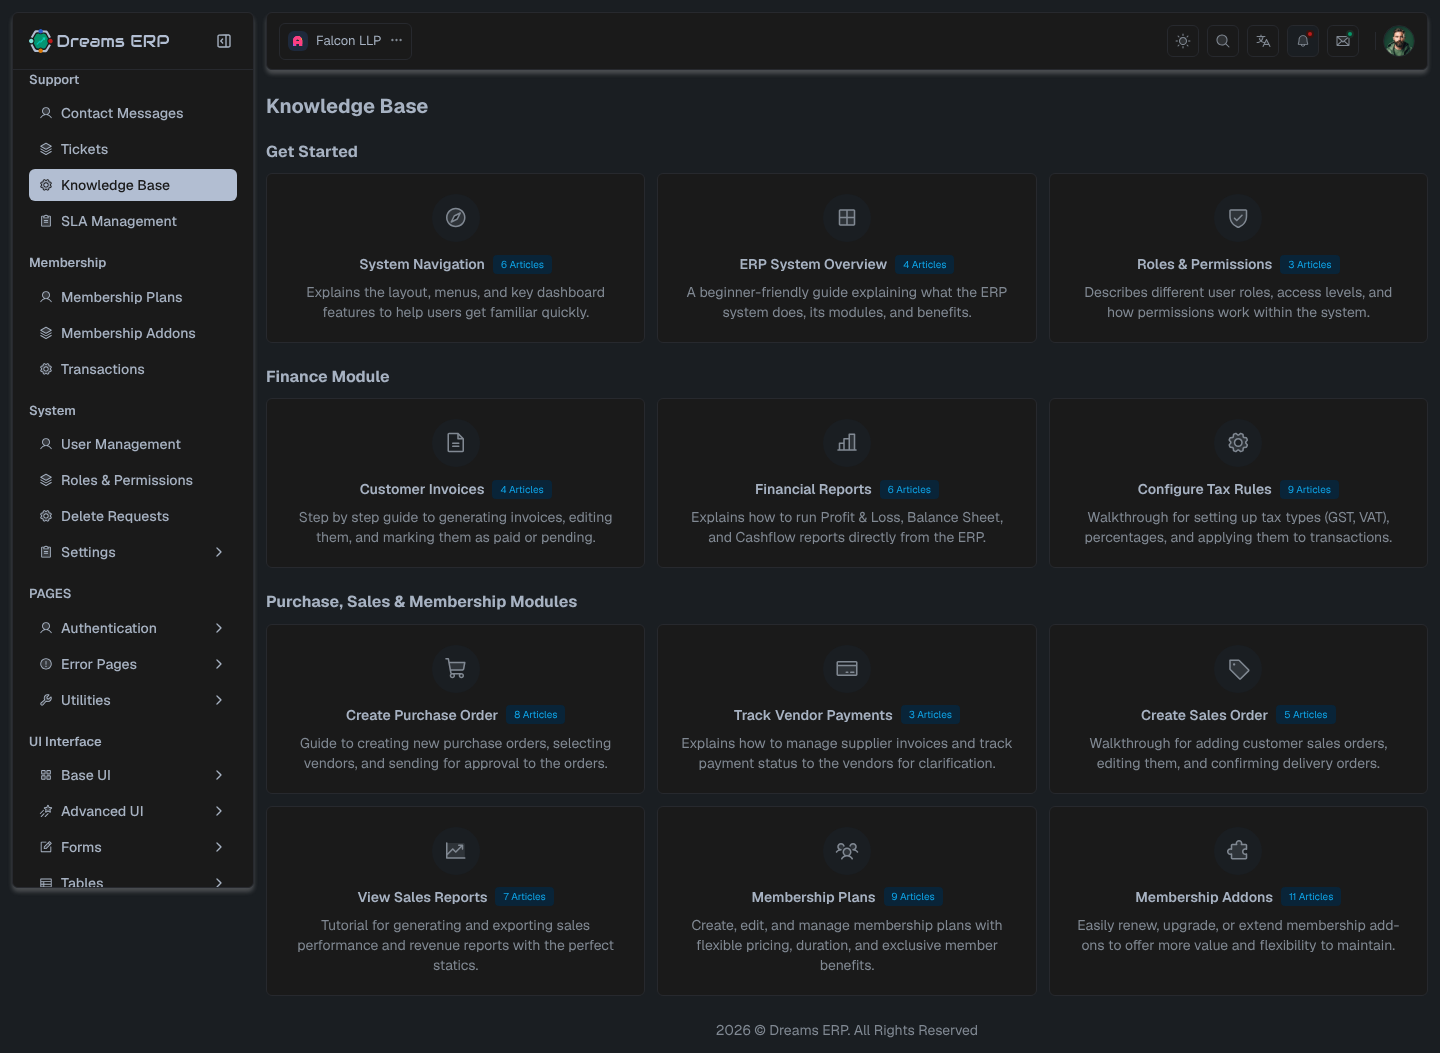 Dreams ERP
Support
Contact Messages
Tickets
Knowledge Base
SLA Management
Membership
Membership Plans
Membership Addons
Transactions
System
User Management
Roles & Permissions
Delete Requests
Settings
PAGES
Authentication
Error Pages
Utilities
UI Interface
Base UI
Advanced UI
Forms
Tables
Falcon LLP
Knowledge Base
Get Started
System Navigation 6 Articles
Explains the layout, menus, and key dashboard
features to help users get familiar quickly.
ERP System Overview 4 Articles
A beginner-friendly guide explaining what the ERP
system does, its modules, and benefits.
Roles & Permissions 3 Articles
Describes different user roles, access levels, and
how permissions work within the system.
Finance Module
Customer Invoices 4 Articles
Step by step guide to generating invoices, editing
them, and marking them as paid or pending.
Financial Reports 6 Articles
Explains how to run Profit & Loss, Balance Sheet,
and Cashflow reports directly from the ERP.
Configure Tax Rules 9 Articles
Walkthrough for setting up tax types (GST, VAT),
percentages, and applying them to transactions.
Purchase, Sales & Membership Modules
Create Purchase Order 8 Articles
Guide to creating new purchase orders, selecting
vendors, and sending for approval to the orders.
Track Vendor Payments 3 Articles
Explains how to manage supplier invoices and track
payment status to the vendors for clarification.
Create Sales Order 5 Articles
Walkthrough for adding customer sales orders,
editing them, and confirming delivery orders.
View Sales Reports 7 Articles
Tutorial for generating and exporting sales
performance and revenue reports with the perfect
statics.
Membership Plans 9 Articles
Create, edit, and manage membership plans with
flexible pricing, duration, and exclusive member
benefits.
Membership Addons 11 Articles
Easily renew, upgrade, or extend membership add-
ons to offer more value and flexibility to maintain.
2026 © Dreams ERP. All Rights Reserved